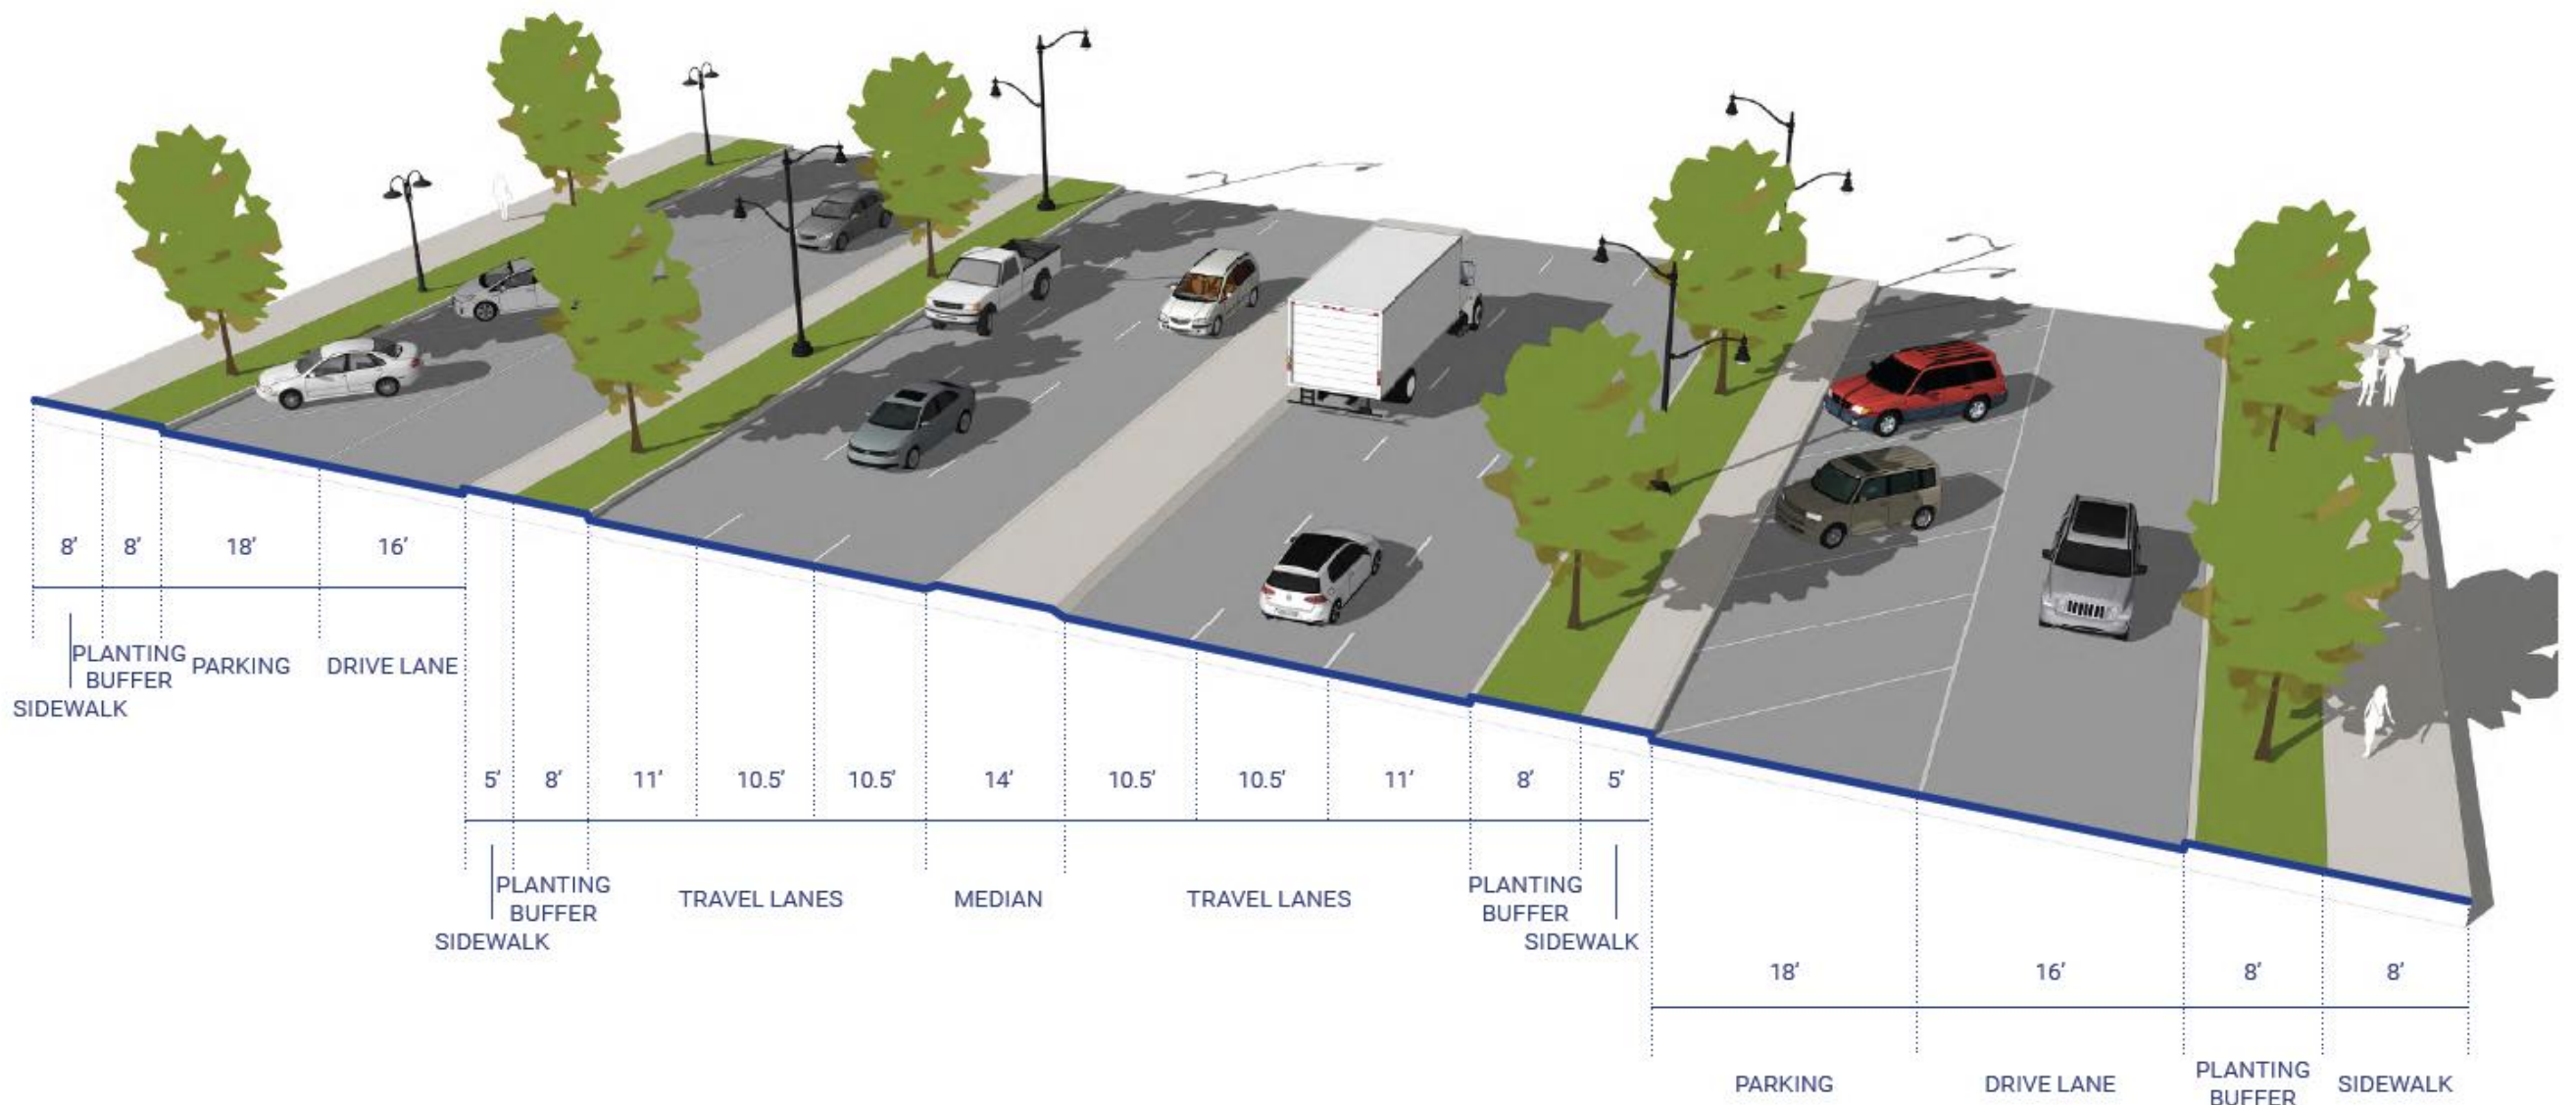 8’ 8’ 18’ 16’
PLANTING
BUFFER
PARKING
DRIVE LANE
SIDEWALK
5’ 8’ 11’ 10.5’ 10.5’ 14’ 10.5’ 10.5’ 11’ 8’ 5’
PLANTING
BUFFER
TRAVEL LANES
MEDIAN
TRAVEL LANES
PLANTING
BUFFER
SIDEWALK
SIDEWALK
18’ 16’ 8’ 8’
PARKING
DRIVE LANE
PLANTING
BUFFER
SIDEWALK